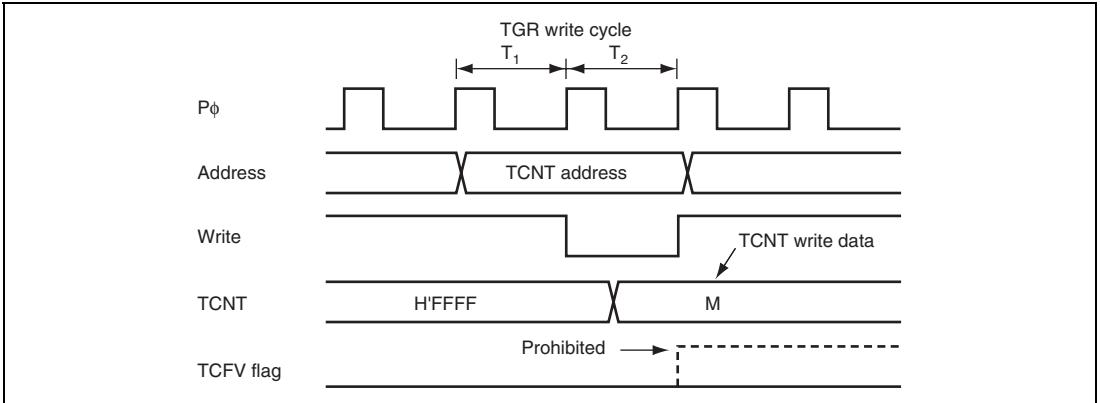 TGR write cycle
T1 T2
Pϕ
Address
TCNT address
Write
TCNT write data
TCNT
H'FFFF
M
Prohibited
TCFV flag